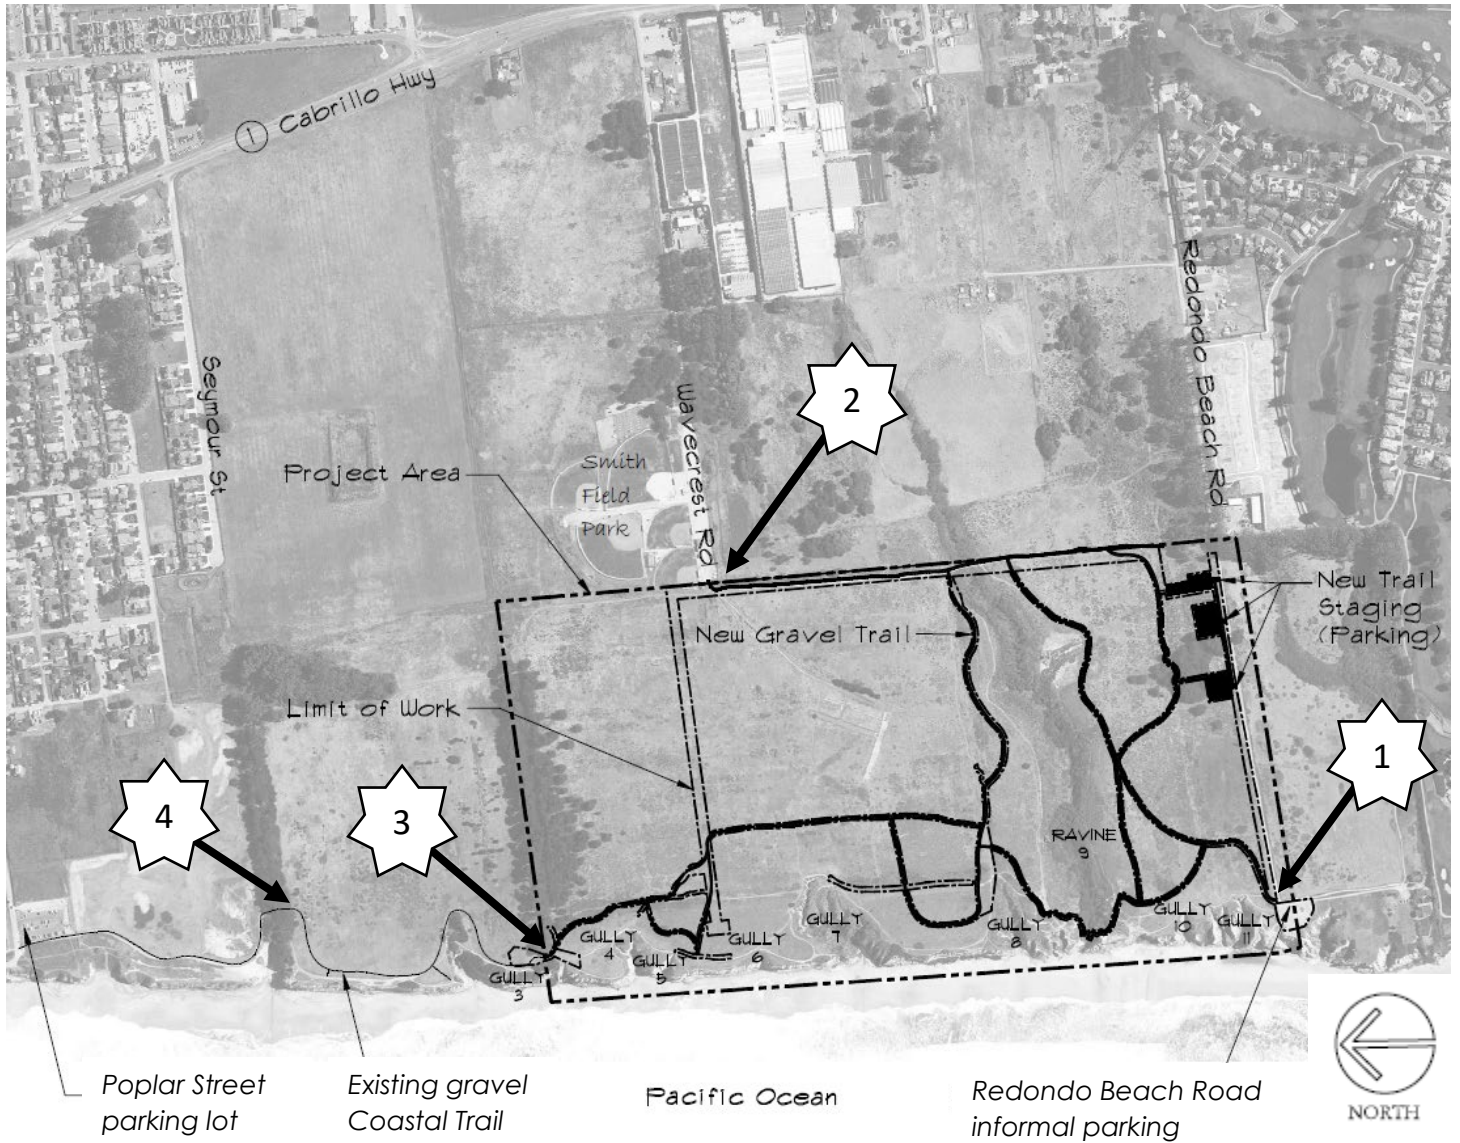 1 Cabrillo Hwy
Seymour St
Wavecrest Rd
Redondo Beach Rd
2
Project Area
Smith
Field
Park
New Trail
Staging
(Parking)
New Gravel Trail
Limit of Work
1
4
3
RAVINE
9
GULLY
3
GULLY
4
GULLY
5
GULLY
6
GULLY
7
GULLY
8
GULLY
10
GULLY
11
Poplar Street
parking lot
Existing gravel
Coastal Trail
Pacific Ocean
Redondo Beach Road
informal parking
NORTH